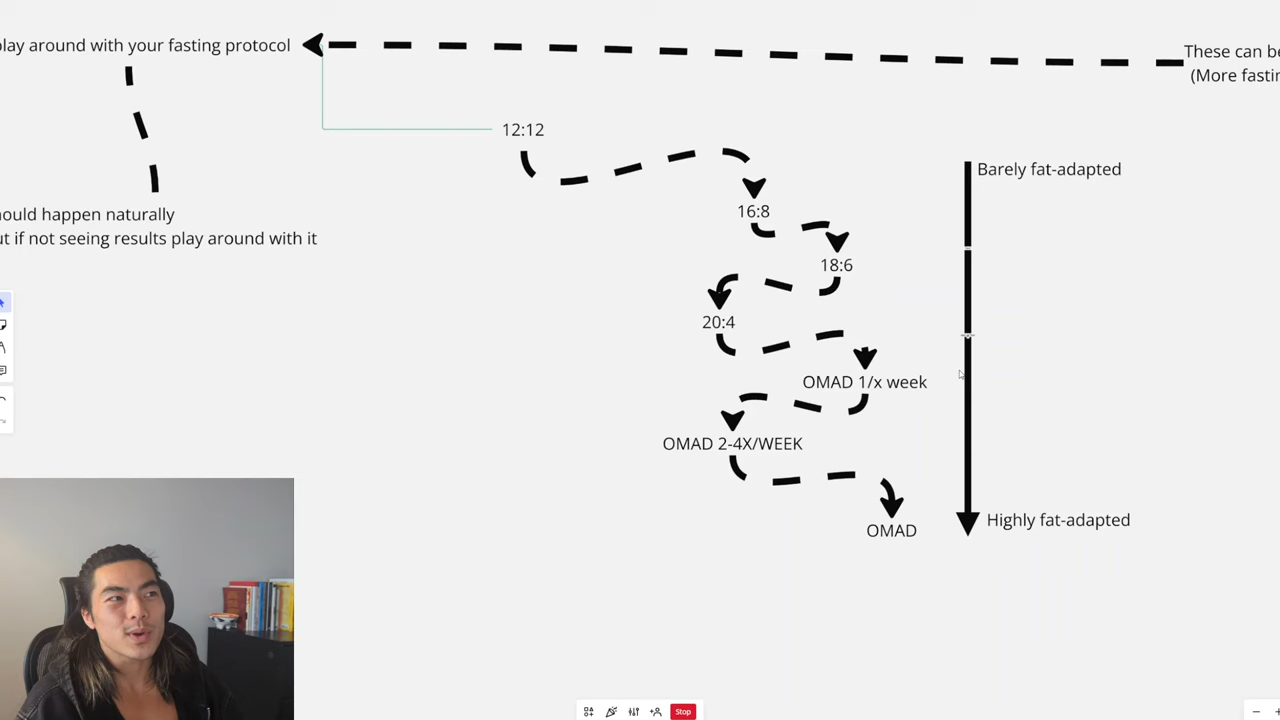 play around with your fasting protocol
These can be
(More fastin
12:12
Barely fat-adapted
16:8
ould happen naturally
ut if not seeing results play around with it
18:6
20:4
OMAD 1/x week
OMAD 2-4X/WEEK
Highly fat-adapted
OMAD
Stop